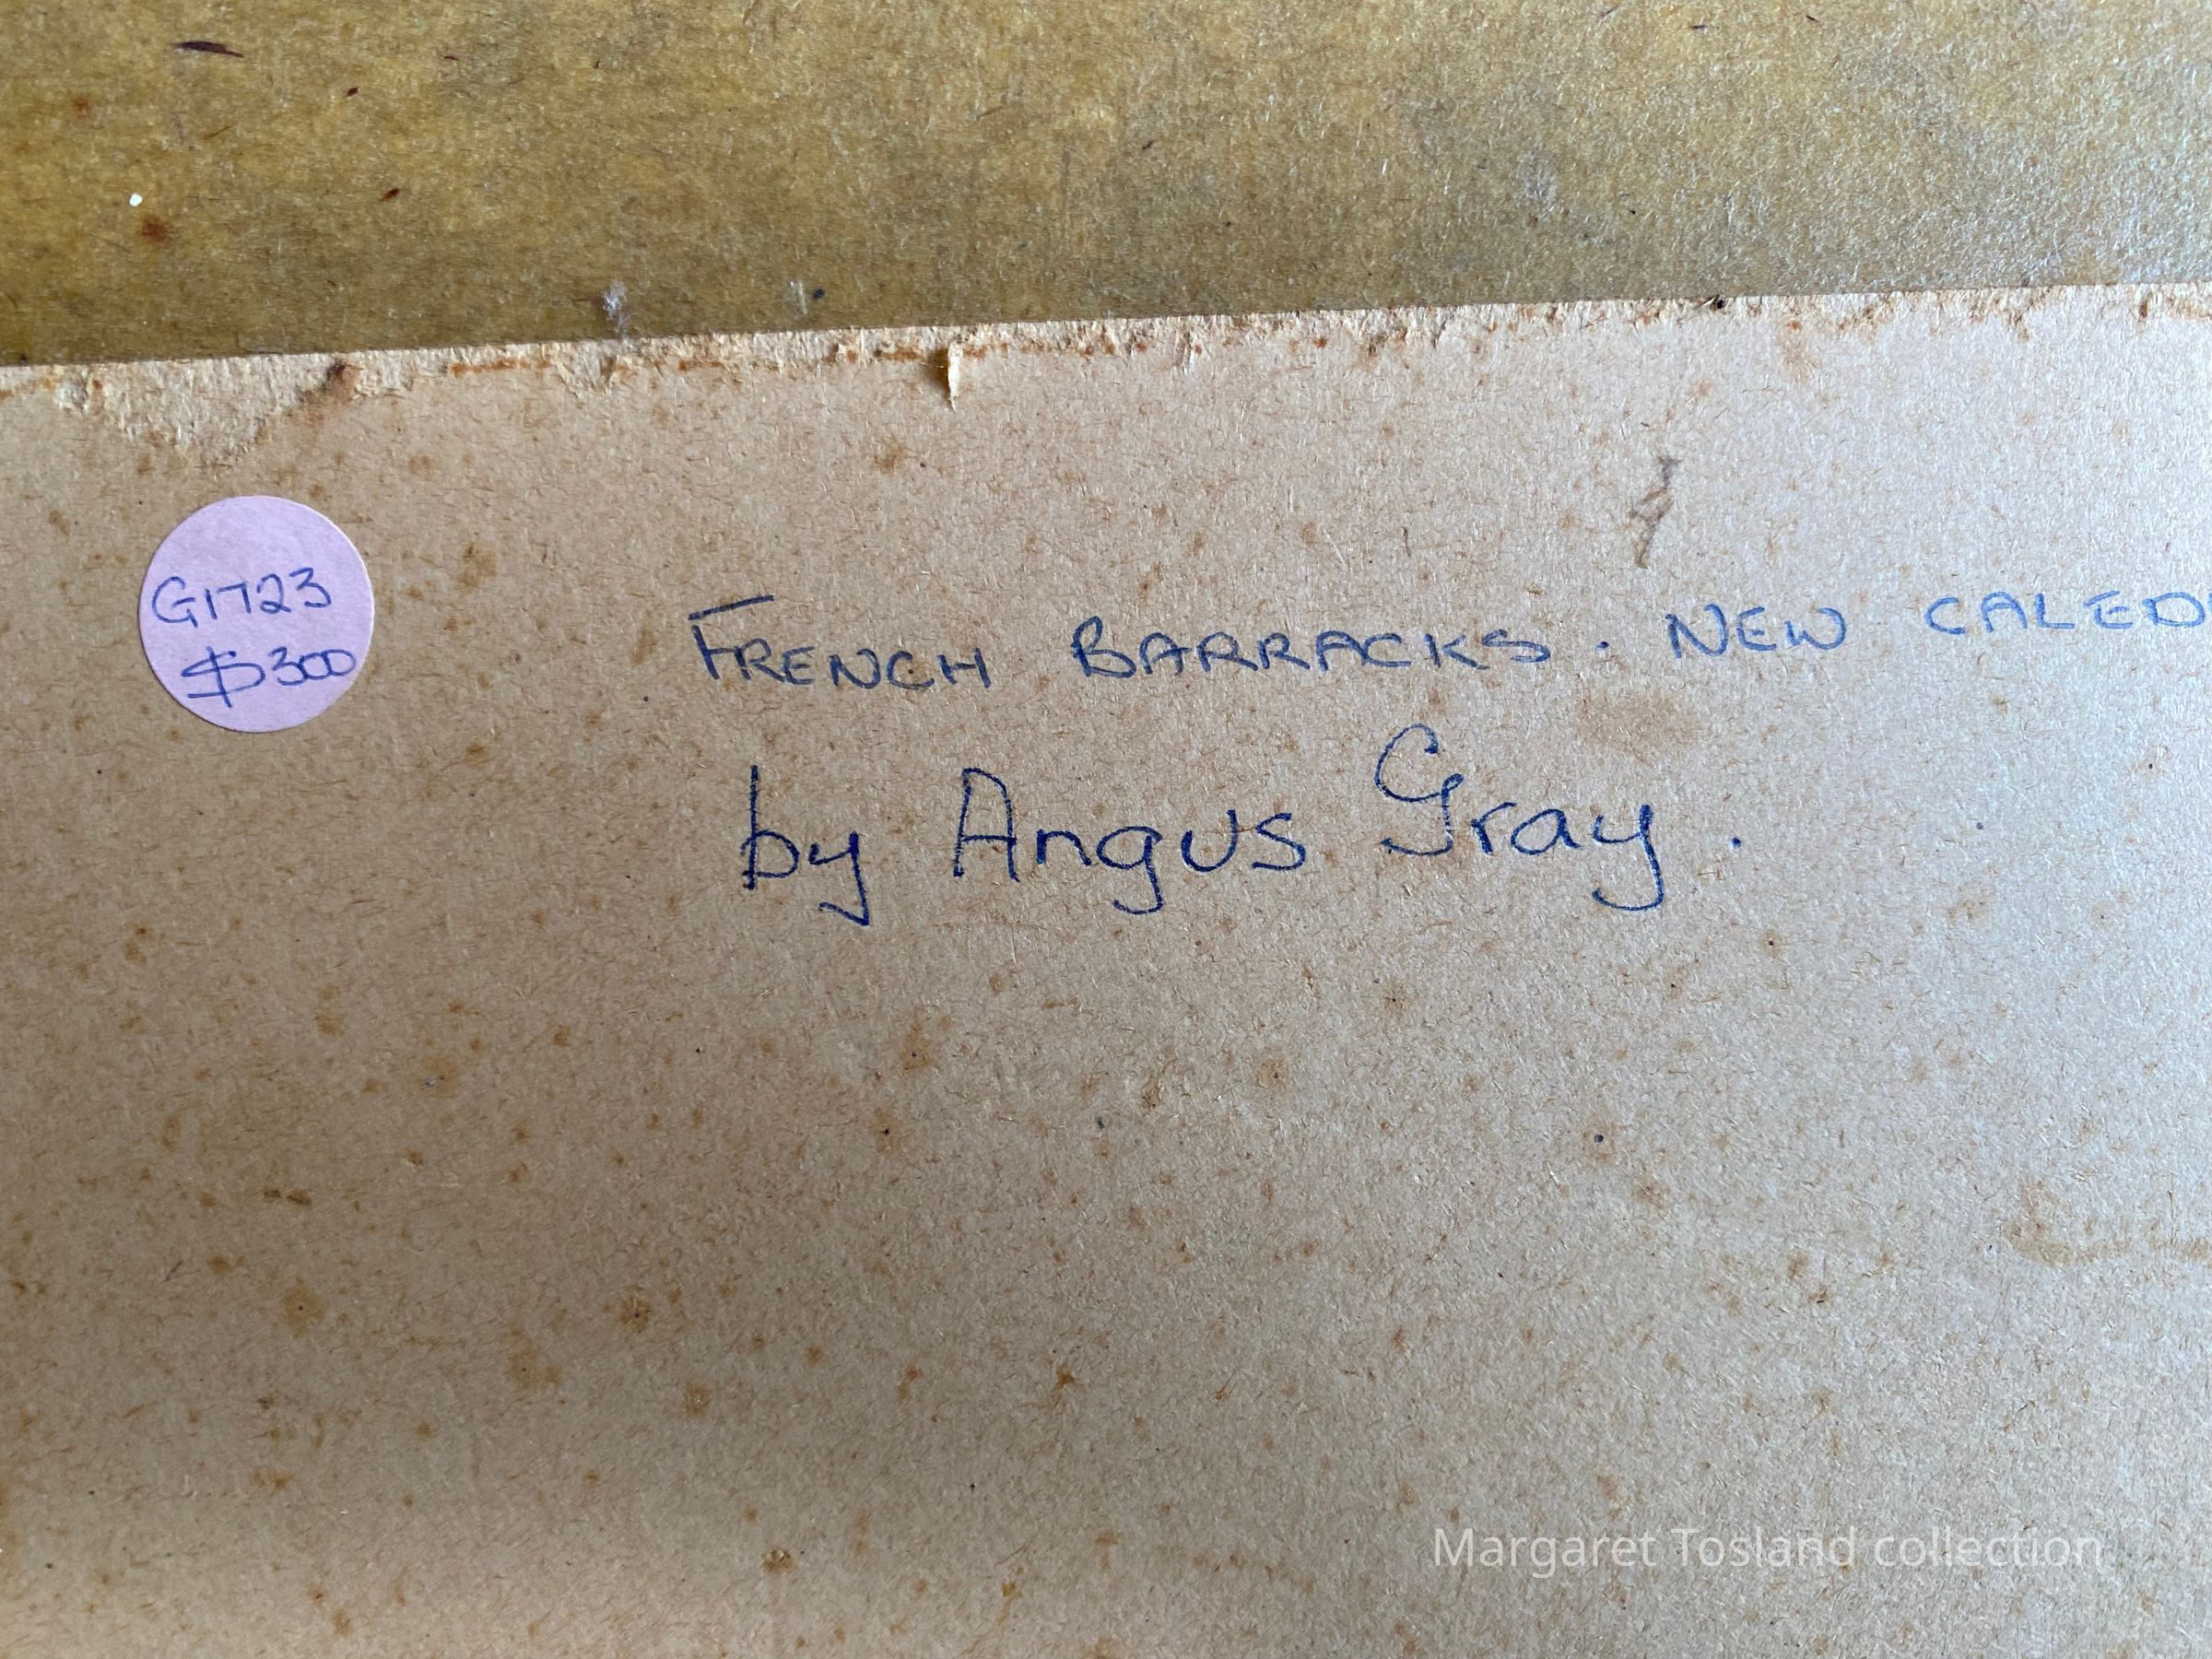 G1723
$300
FRENCH BARRACKS. NEW CALED
by Angus Gray.
Margaret Tosland collection